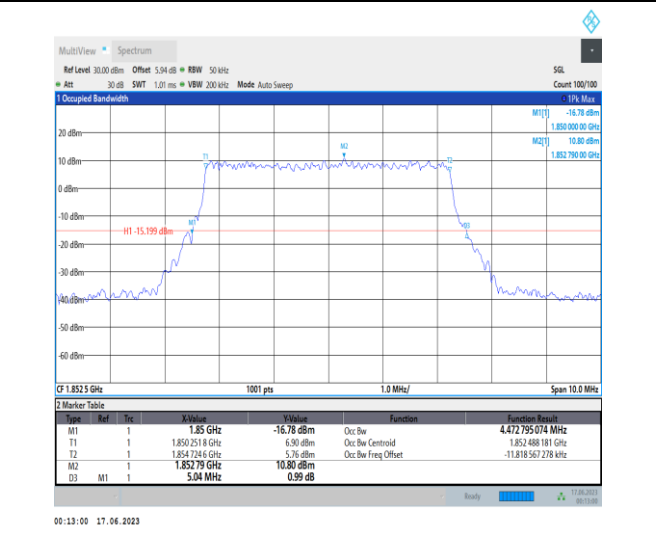 MultiView Spectrum
Ref Level 30.00 dBm Offset 5.94 dB RBW 50 kHz SGL
Att 30 dB SWT 1.01 ms VBW 200 kHz Mode Auto Sweep Count 100/100
1 Occupied Bandwidth 1Pk Max
M1[1] -16.78 dBm
1.850 000 00 GHz
M2[1] 10.80 dBm
1.852 790 00 GHz
20 dBm
M2
T1
T2
10 dBm
0 dBm
-10 dBm
M1
D3
H1 -15.199 dBm
-20 dBm
-30 dBm
-40 dBm
-50 dBm
-60 dBm
CF 1.852 5 GHz 1001 pts 1.0 MHz/ Span 10.0 MHz
2 Marker Table
Type Ref Trc X-Value Y-Value Function Function Result
M1 1 1.85 GHz -16.78 dBm Occ Bw 4.472 795 074 MHz
T1 1 1.850 251 8 GHz 6.90 dBm Occ Bw Centroid 1.852 488 181 GHz
T2 1 1.854 724 6 GHz 5.76 dBm Occ Bw Freq Offset -11.818 567 278 kHz
M2 1 1.852 79 GHz 10.80 dBm
D3 M1 1 5.04 MHz 0.99 dB
Ready 17.06.2023
00:13:00
00:13:00 17.06.2023